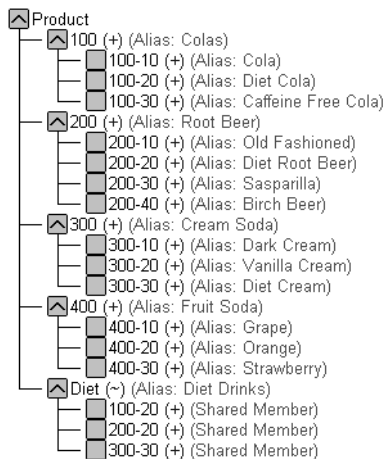 Product
100 (+) (Alias: Colas)
100-10 (+) (Alias: Cola)
100-20 (+) (Alias: Diet Cola)
100-30 (+) (Alias: Caffeine Free Cola)
200 (+) (Alias: Root Beer)
200-10 (+) (Alias: Old Fashioned)
200-20 (+) (Alias: Diet Root Beer)
200-30 (+) (Alias: Sasparilla)
200-40 (+) (Alias: Birch Beer)
300 (+) (Alias: Cream Soda)
300-10 (+) (Alias: Dark Cream)
300-20 (+) (Alias: Vanilla Cream)
300-30 (+) (Alias: Diet Cream)
400 (+) (Alias: Fruit Soda)
400-10 (+) (Alias: Grape)
400-20 (+) (Alias: Orange)
400-30 (+) (Alias: Strawberry)
Diet (~) (Alias: Diet Drinks)
100-20 (+) (Shared Member)
200-20 (+) (Shared Member)
300-30 (+) (Shared Member)